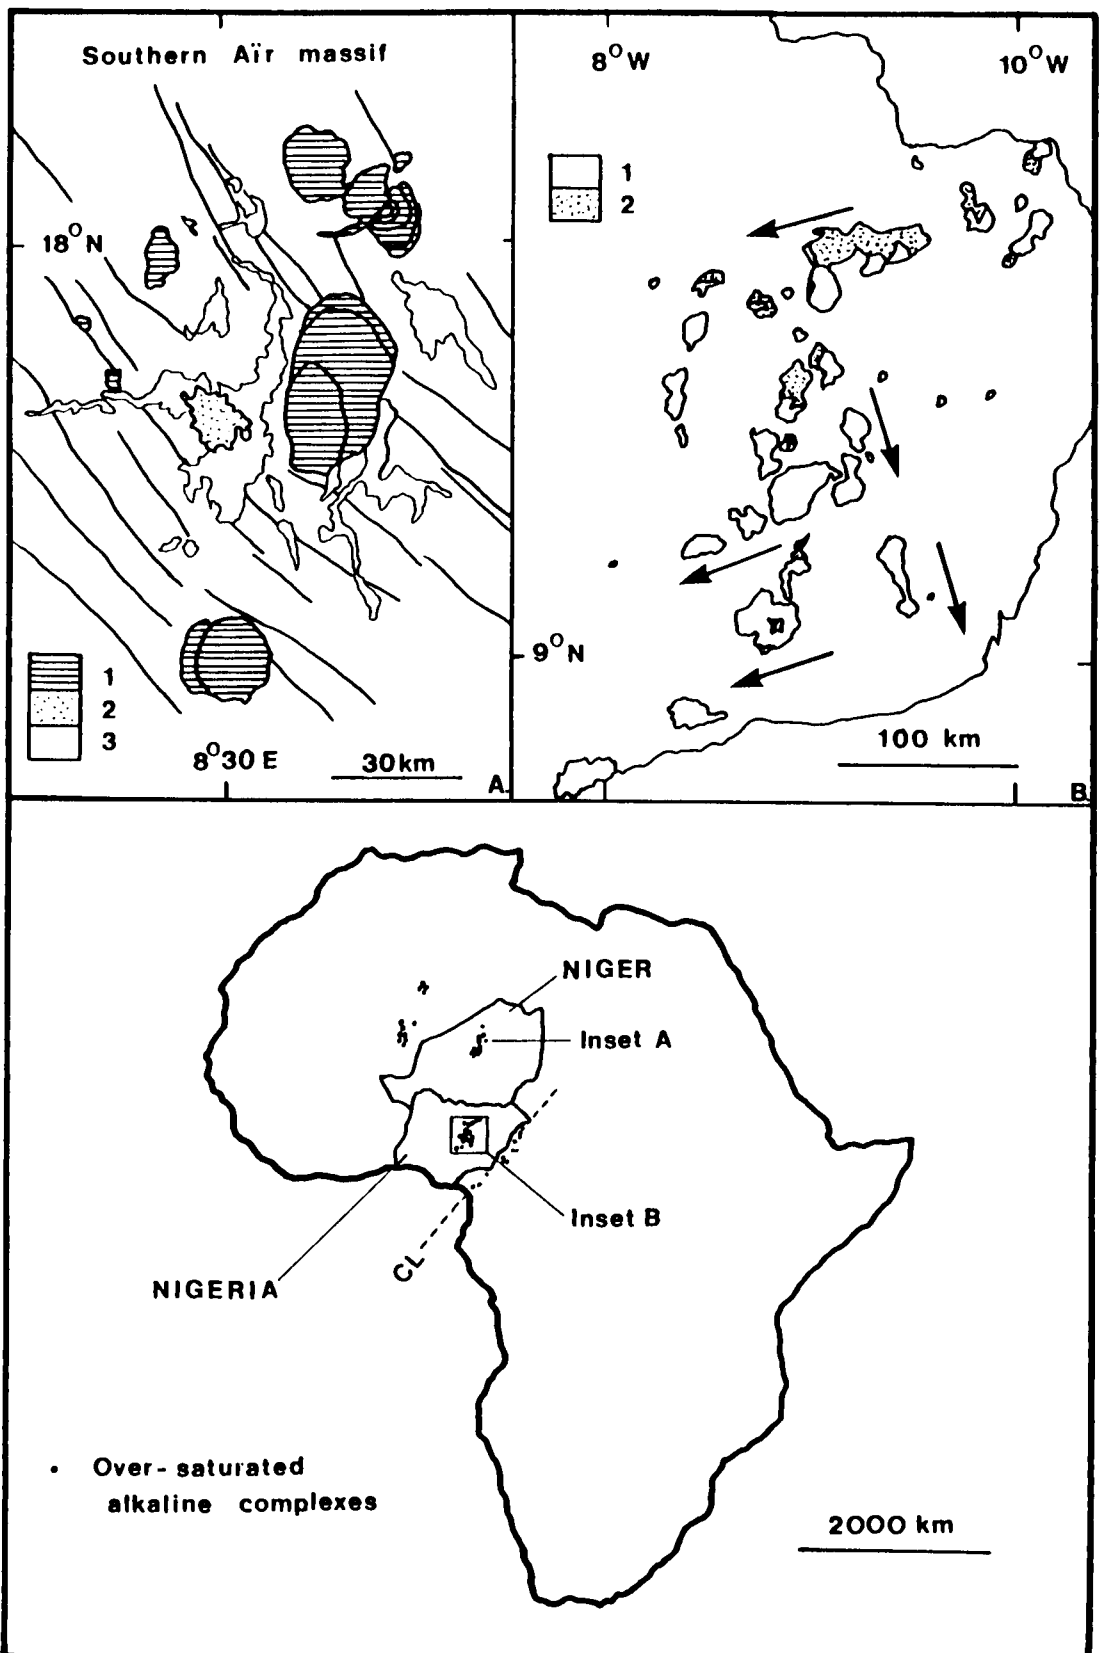 Southern Aïr massif
18°N
1
2
3
8°30 E
30km
A.
8°W
10°W
1
2
9°N
100 km
B.
NIGER
Inset A
Inset B
CL
NIGERIA
• Over-saturated
alkaline complexes
2000 km